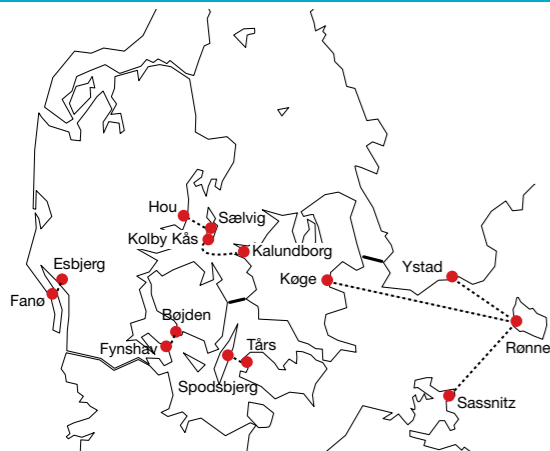 Hou
Sælvig
Kolby Kås
Kalundborg
Esbjerg
Køge
Ystad
Fanø
Bøjden
Rønne
Fynshav
Tårs
Spodsbjerg
Sassnitz